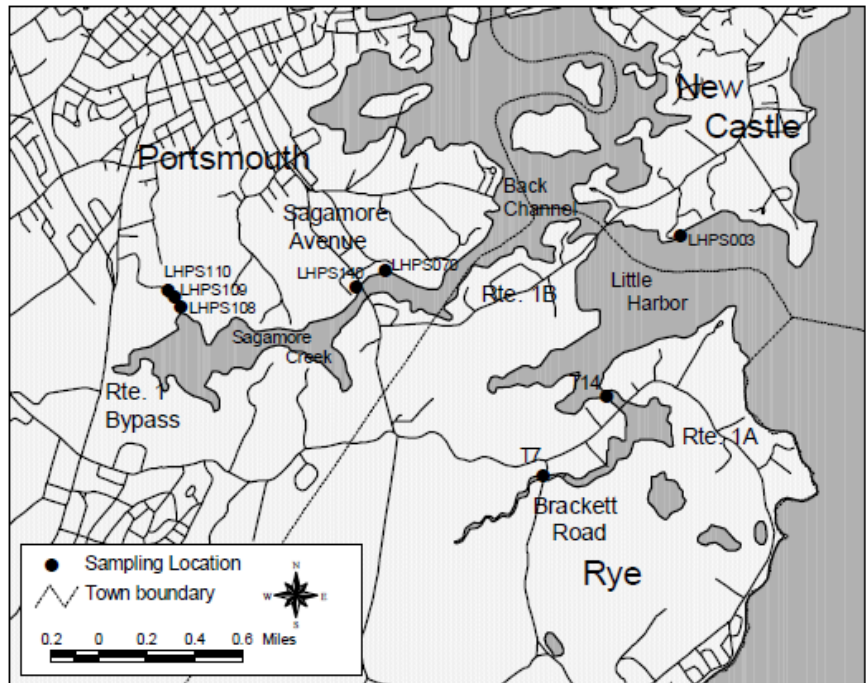 New
Castle
Portsmouth
Back
Channel
Sagamore
Avenue
LHPS003
LHPS110
LHPS109
LHPS108
LHPS140
LHPS070
Rte. 1B
Little
Harbor
Sagamore
Creek
Rte. 1
Bypass
T14
Rte. 1A
T7
Brackett
Road
Rye
Sampling Location
Town boundary
N
W E
S
0.2 0 0.2 0.4 0.6 Miles